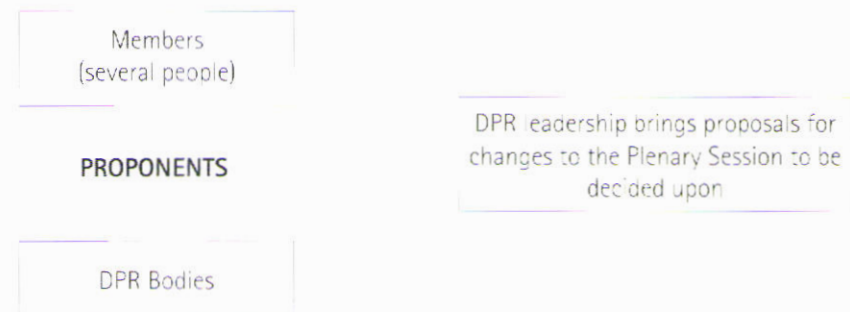 Members
(several people)
PROPONENTS
DPR Bodies
DPR leadership brings proposals for
changes to the Plenary Session to be
decided upon